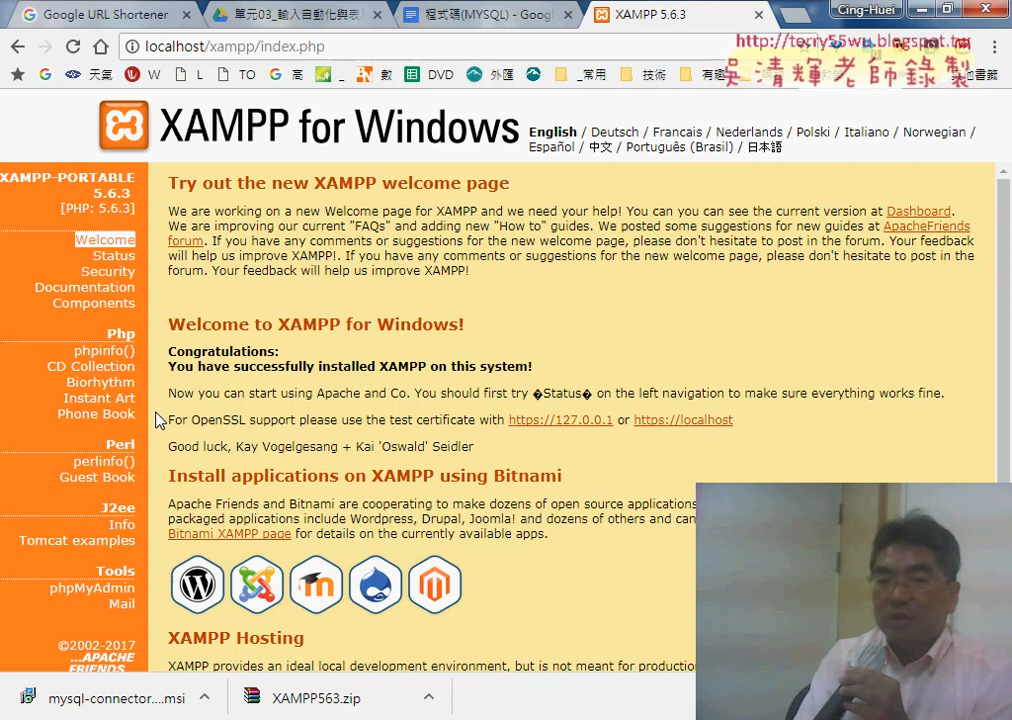 Google URL Shortener
單元03_輸入自動化與表
程式碼(MYSQL) - Goog
XAMPP 5.6.3
Cing-Huei
localhost/xampp/index.php
http://terry55wu.blogspot.tw
天氣
W
L
TO
高
_
數
DVD
外匯
_常用
技術
有趣
其他書籤
吳清輝老師錄製
XAMPP for Windows
English / Deutsch / Francais / Nederlands / Polski / Italiano / Norwegian /
Español / 中文 / Português (Brasil) / 日本語
XAMPP-PORTABLE
5.6.3
[PHP: 5.6.3]
Welcome
Status
Security
Documentation
Components
Php
phpinfo()
CD Collection
Biorhythm
Instant Art
Phone Book
Perl
perlinfo()
Guest Book
J2ee
Info
Tomcat examples
Tools
phpMyAdmin
Mail
©2002-2017
...APACHE
FRIENDS
Try out the new XAMPP welcome page
We are working on a new Welcome page for XAMPP and we need your help! You can you can see the current version at Dashboard.
We are improving our current "FAQs" and adding new "How to" guides. We posted some suggestions for new guides at ApacheFriends
forum. If you have any comments or suggestions for the new welcome page, please don't hesitate to post in the forum. Your feedback
will help us improve XAMPP!. If you have any comments or suggestions for the new welcome page, please don't hesitate to post in the
forum. Your feedback will help us improve XAMPP!
Welcome to XAMPP for Windows!
Congratulations:
You have successfully installed XAMPP on this system!
Now you can start using Apache and Co. You should first try �Status� on the left navigation to make sure everything works fine.
For OpenSSL support please use the test certificate with https://127.0.0.1 or https://localhost
Good luck, Kay Vogelgesang + Kai 'Oswald' Seidler
Install applications on XAMPP using Bitnami
Apache Friends and Bitnami are cooperating to make dozens of open source applications
packaged applications include Wordpress, Drupal, Joomla! and dozens of others and can
Bitnami XAMPP page for details on the currently available apps.
XAMPP Hosting
XAMPP provides an ideal local development environment, but is not meant for production
mysql-connector....msi
XAMPP563.zip